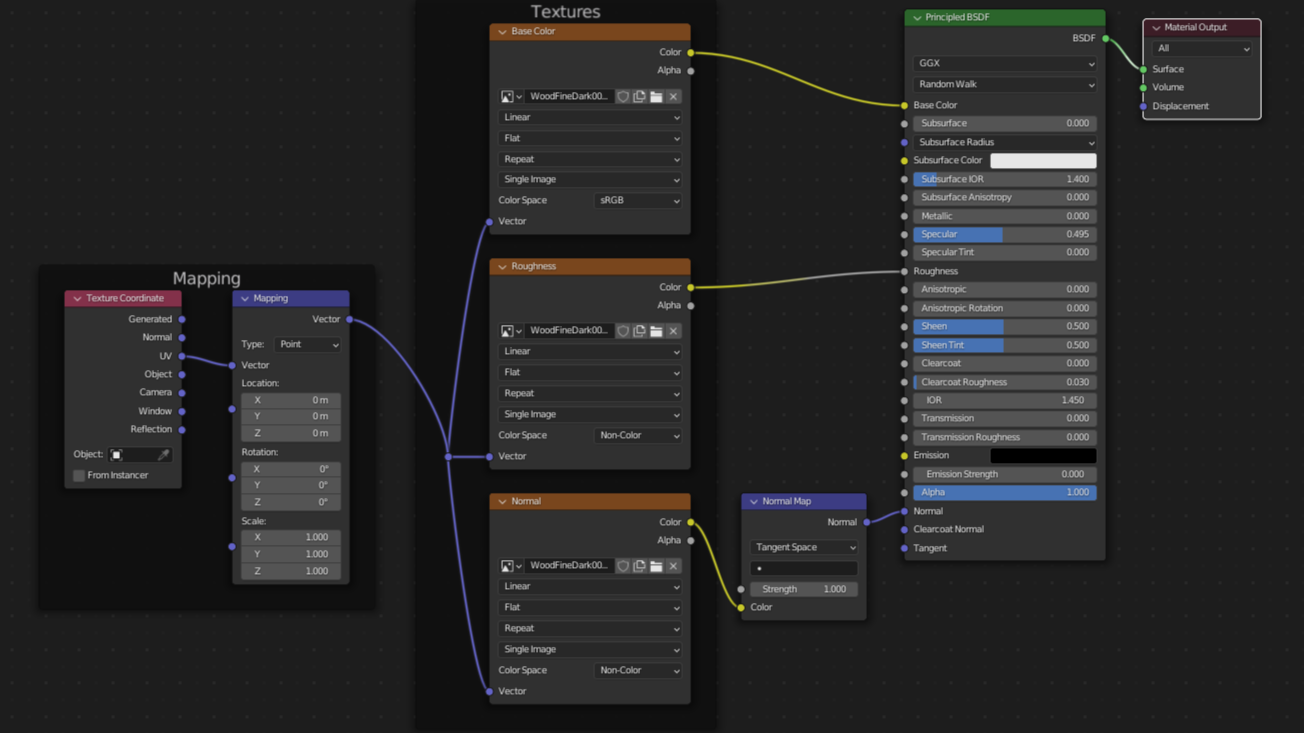 Mapping
Texture Coordinate
Generated
Normal
UV
Object
Camera
Window
Reflection
Object:
From Instancer
Mapping
Vector
Type: Point
Vector
Location:
X 0 m
Y 0 m
Z 0 m
Rotation:
X 0°
Y 0°
Z 0°
Scale:
X 1.000
Y 1.000
Z 1.000
Textures
Base Color
Color
Alpha
WoodFineDark00...
Linear
Flat
Repeat
Single Image
Color Space sRGB
Vector
Roughness
Color
Alpha
WoodFineDark00...
Linear
Flat
Repeat
Single Image
Color Space Non-Color
Vector
Normal
Color
Alpha
WoodFineDark00...
Linear
Flat
Repeat
Single Image
Color Space Non-Color
Vector
Normal Map
Normal
Tangent Space
Strength 1.000
Color
Principled BSDF
BSDF
GGX
Random Walk
Base Color
Subsurface 0.000
Subsurface Radius
Subsurface Color
Subsurface IOR 1.400
Subsurface Anisotropy 0.000
Metallic 0.000
Specular 0.495
Specular Tint 0.000
Roughness
Anisotropic 0.000
Anisotropic Rotation 0.000
Sheen 0.500
Sheen Tint 0.500
Clearcoat 0.000
Clearcoat Roughness 0.030
IOR 1.450
Transmission 0.000
Transmission Roughness 0.000
Emission
Emission Strength 0.000
Alpha 1.000
Normal
Clearcoat Normal
Tangent
Material Output
All
Surface
Volume
Displacement